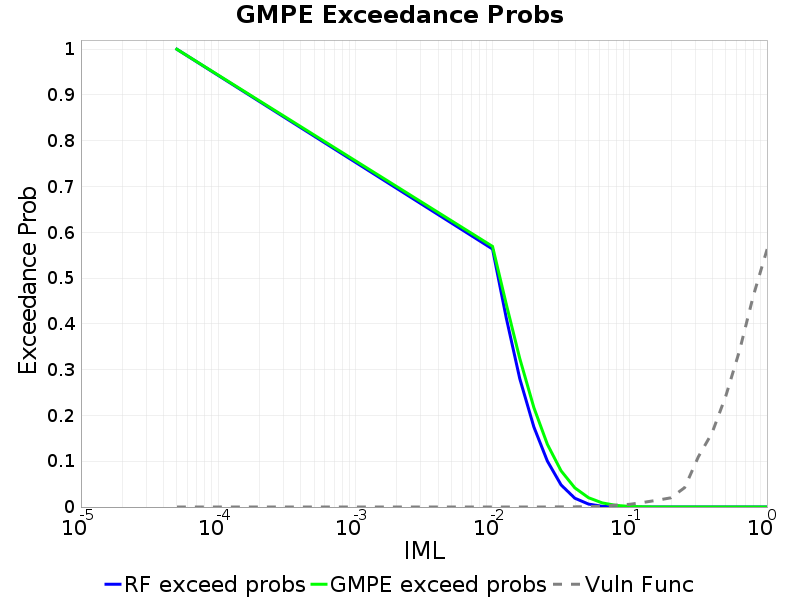 GMPE Exceedance Probs
Exceedance Prob
1
0.9
0.8
0.7
0.6
0.5
0.4
0.3
0.2
0.1
0
10-5
10-4
10-3
10-2
10-1
100
IML
RF exceed probs
GMPE exceed probs
Vuln Func